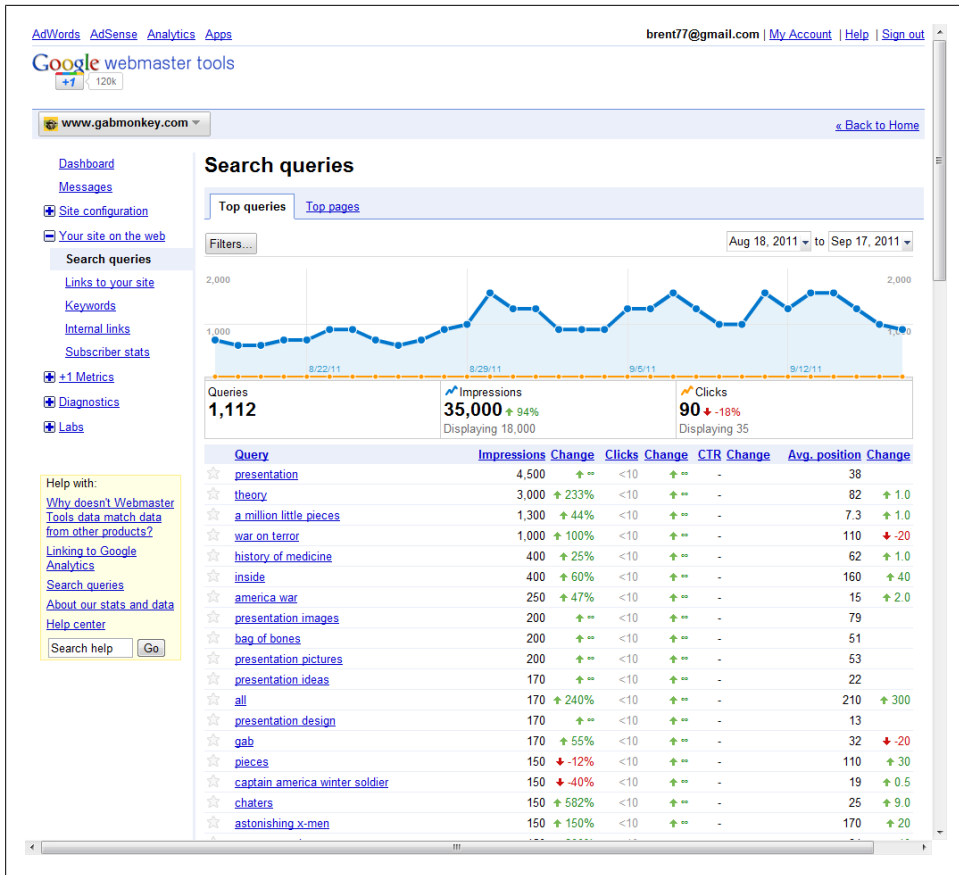 AdWords AdSense Analytics Apps
brent77@gmail.com | My Account | Help | Sign out
Google webmaster tools
+1 120k
www.gabmonkey.com
« Back to Home
Dashboard
Messages
Site configuration
Your site on the web
Search queries
Links to your site
Keywords
Internal links
Subscriber stats
+1 Metrics
Diagnostics
Labs
Help with:
Why doesn't Webmaster
Tools data match data
from other products?
Linking to Google
Analytics
Search queries
About our stats and data
Help center
Search help Go
Search queries
Top queries Top pages
Filters...
Aug 18, 2011 to Sep 17, 2011
2,000 2,000
1,000 1,000
8/22/11 8/29/11 9/5/11 9/12/11
Queries Impressions Clicks
1,112 35,000 94% 90 -18%
Displaying 18,000 Displaying 35
Query Impressions Change Clicks Change CTR Change Avg. position Change
presentation 4,500 ∞ <10 ∞ - 38
theory 3,000 233% <10 ∞ - 82 1.0
a million little pieces 1,300 44% <10 ∞ - 7.3 1.0
war on terror 1,000 100% <10 ∞ - 110 -20
history of medicine 400 25% <10 ∞ - 62 1.0
inside 400 60% <10 ∞ - 160 40
america war 250 47% <10 ∞ - 15 2.0
presentation images 200 ∞ <10 ∞ - 79
bag of bones 200 ∞ <10 ∞ - 51
presentation pictures 200 ∞ <10 ∞ - 53
presentation ideas 170 ∞ <10 ∞ - 22
all 170 240% <10 ∞ - 210 300
presentation design 170 ∞ <10 ∞ - 13
gab 170 55% <10 ∞ - 32 -20
pieces 150 -12% <10 ∞ - 110 30
captain america winter soldier 150 -40% <10 ∞ - 19 0.5
chaters 150 582% <10 ∞ - 25 9.0
astonishing x-men 150 150% <10 ∞ - 170 20